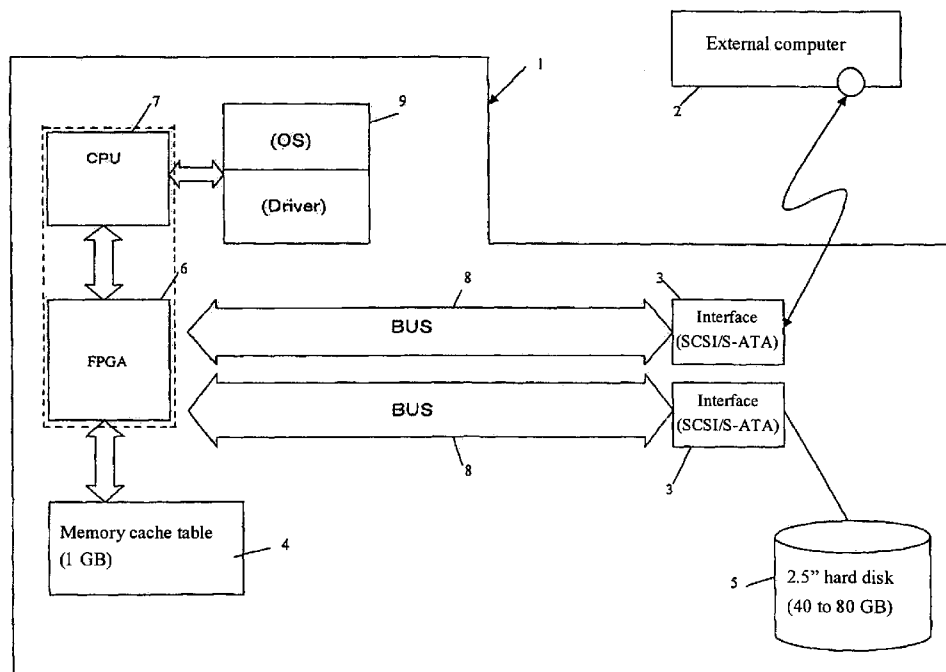 External computer
1
2
7
9
CPU
(OS)
(Driver)
6
8
3
FPGA
BUS
Interface
(SCSI/S-ATA)
BUS
Interface
(SCSI/S-ATA)
8
3
Memory cache table
(1 GB)
4
5
2.5” hard disk
(40 to 80 GB)